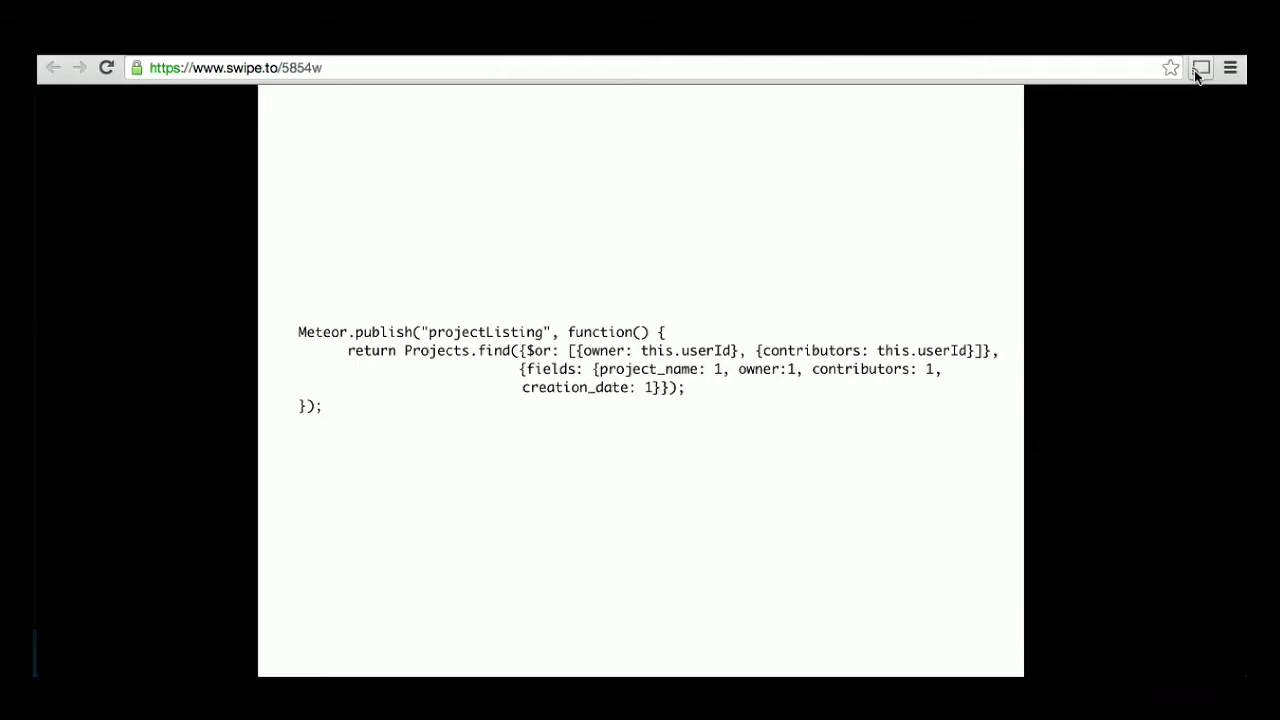 https://www.swipe.to/5854w
Meteor.publish("projectListing", function() {
return Projects.find({$or: [{owner: this.userId}, {contributors: this.userId}]},
{fields: {project_name: 1, owner:1, contributors: 1,
creation_date: 1}});
});